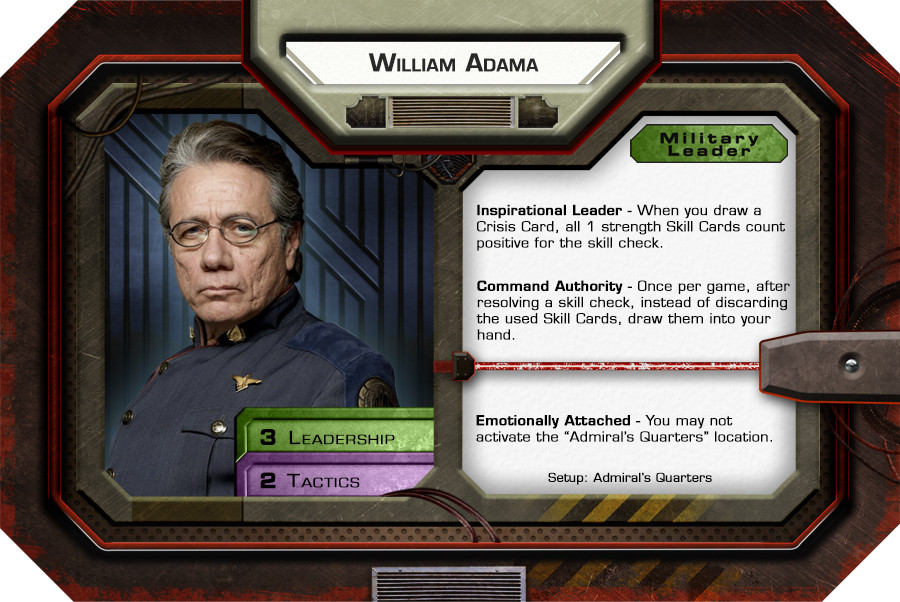 William Adama
Military
Leader
Inspirational Leader - When you draw a
Crisis Card, all 1 strength Skill Cards count
positive for the skill check.
Command Authority - Once per game, after
resolving a skill check, instead of discarding
the used Skill Cards, draw them into your
hand.
Emotionally Attached - You may not
activate the “Admiral’s Quarters” location.
Setup: Admiral’s Quarters
3 Leadership
2 Tactics